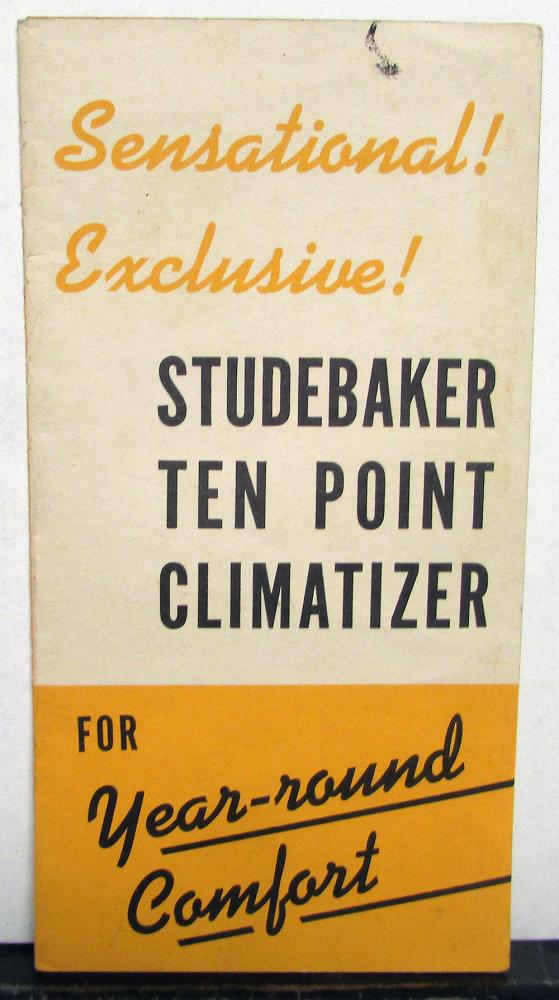 Sensational!
Exclusive!
STUDEBAKER
TEN POINT
CLIMATIZER
FOR
Year-round
Comfort